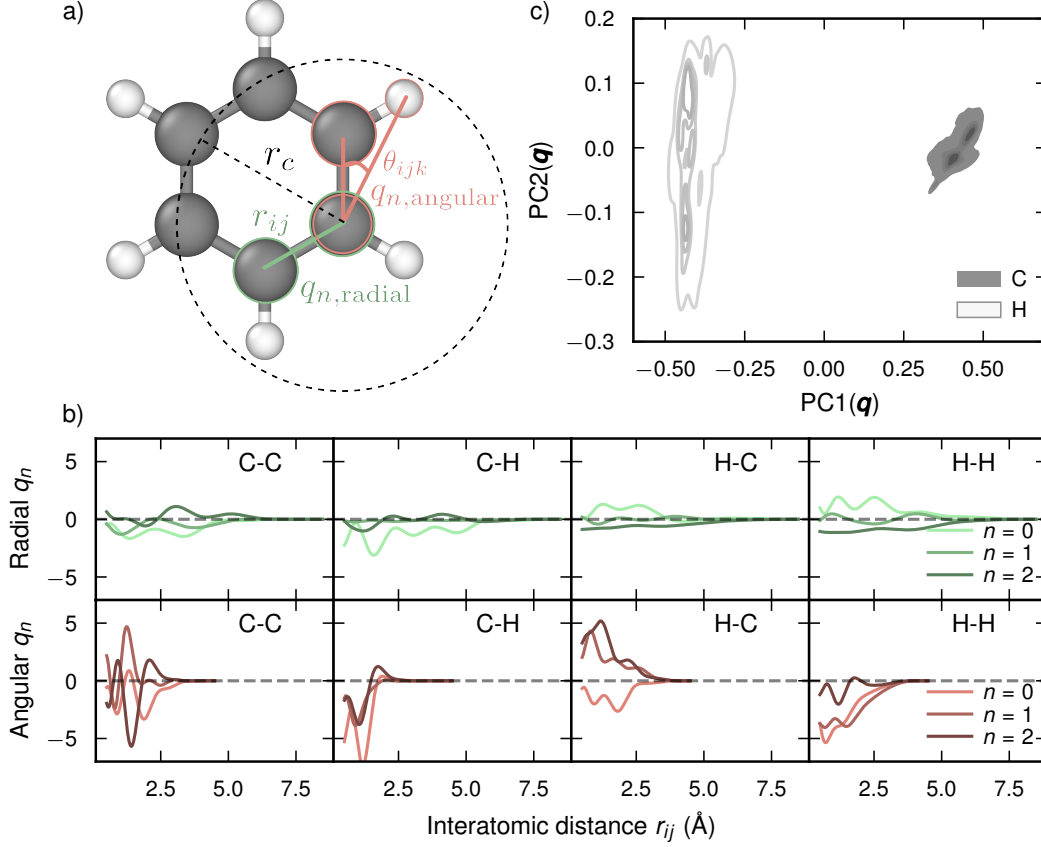 a)
r_c
θ_ijk
q_n,angular
r_ij
q_n,radial
c)
PC2(q)
0.2
0.1
0.0
−0.1
−0.2
−0.3
C
H
−0.50 −0.25 0.00 0.25 0.50
PC1(q)
b)
Radial q_n
5
0
−5
C-C C-H H-C H-H
n = 0
n = 1
n = 2
Angular q_n
5
0
−5
C-C C-H H-C H-H
n = 0
n = 1
n = 2
2.5 5.0 7.5 2.5 5.0 7.5 2.5 5.0 7.5 2.5 5.0 7.5
Interatomic distance r_ij (Å)